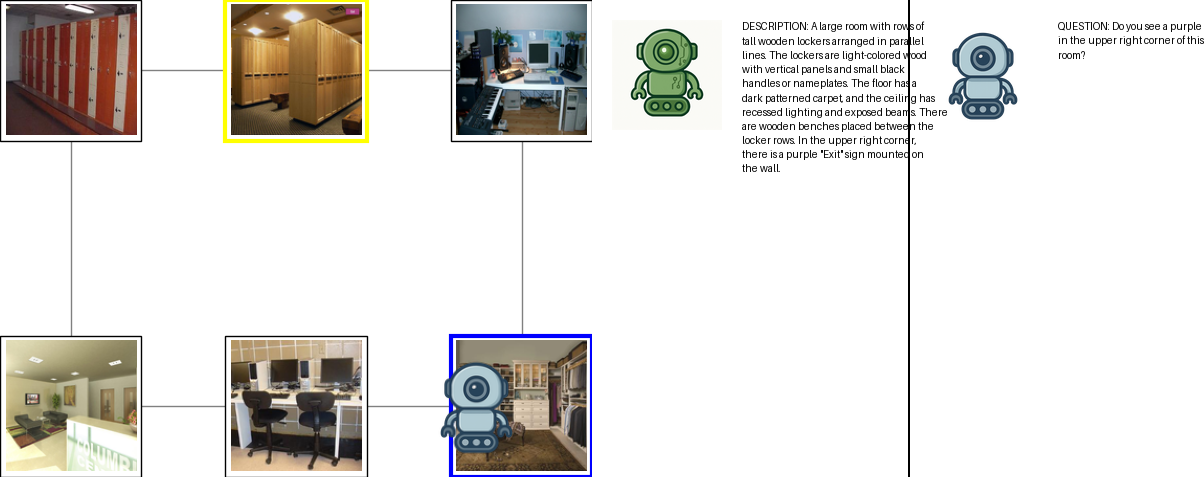 DESCRIPTION: A large room with rows of
tall wooden lockers arranged in parallel
lines. The lockers are light-colored wood
with vertical panels and small black
handles or nameplates. The floor has a
dark patterned carpet, and the ceiling has
recessed lighting and exposed beams. There
are wooden benches placed between the
locker rows. In the upper right corner,
there is a purple "Exit" sign mounted on
the wall.
QUESTION: Do you see a purple
in the upper right corner of this
room?